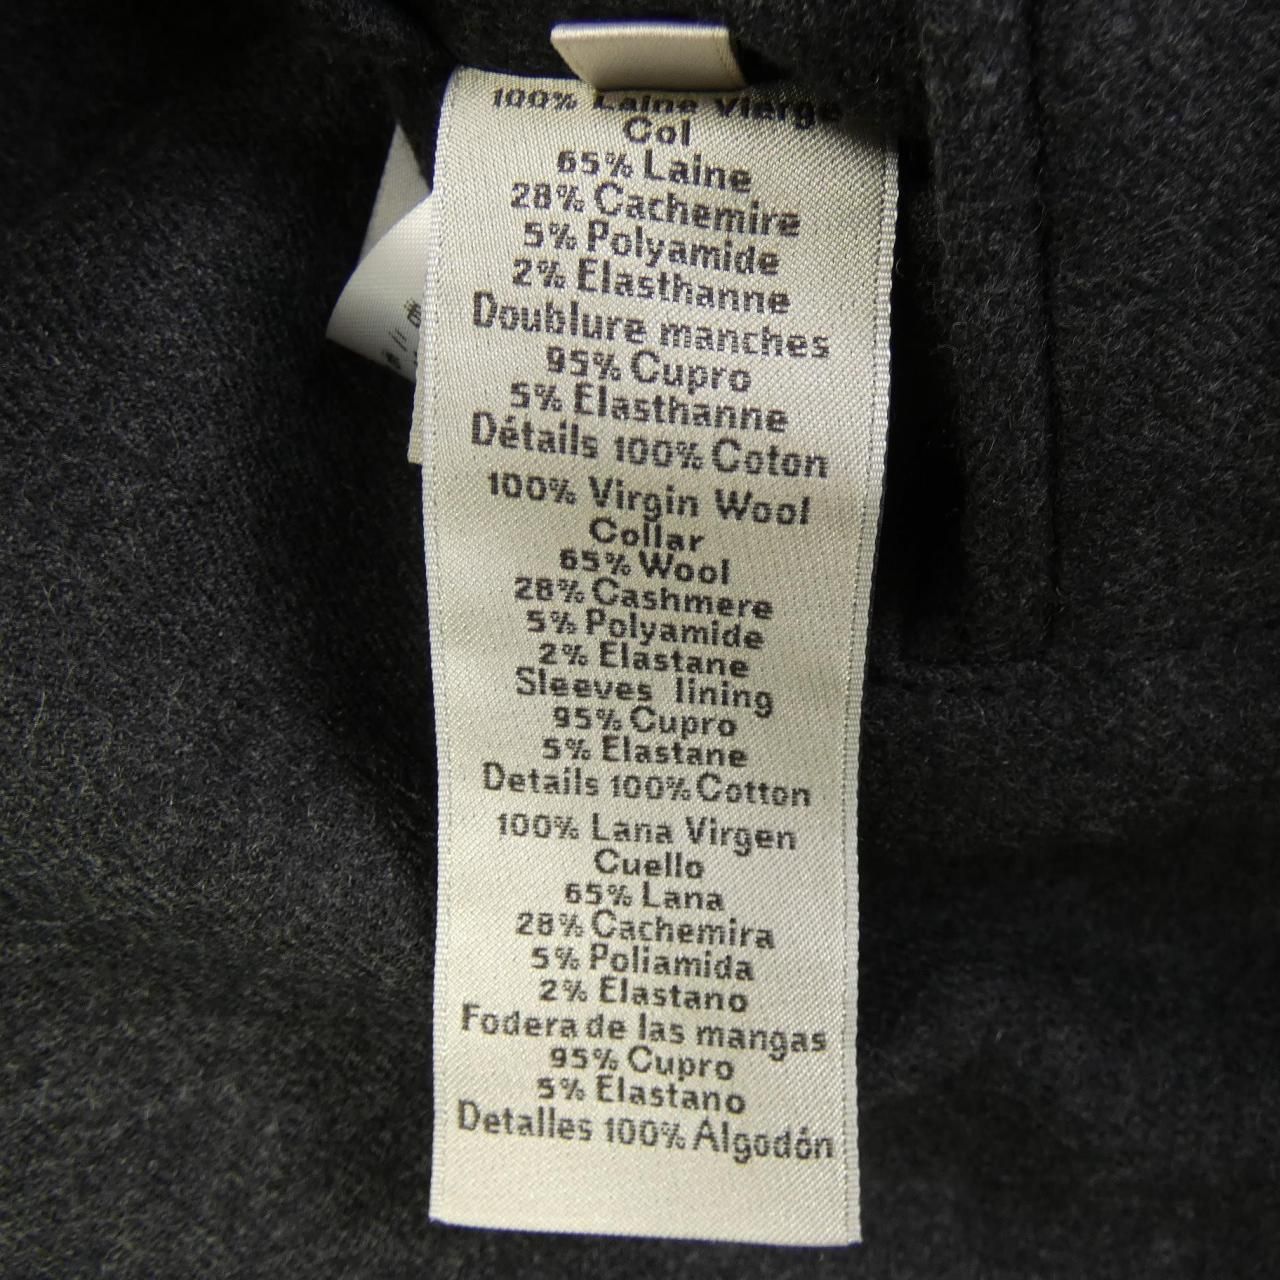 100% Laine Vierge
Col
65% Laine
28% Cachemire
5% Polyamide
2% Elasthanne
Doublure manches
95% Cupro
5% Elasthanne
Détails 100% Coton
100% Virgin Wool
Collar
65% Wool
28% Cashmere
5% Polyamide
2% Elastane
Sleeves lining
95% Cupro
5% Elastane
Details 100% Cotton
100% Lana Virgen
Cuello
65% Lana
28% Cachemira
5% Poliamida
2% Elastano
Fodera de las mangas
95% Cupro
5% Elastano
Detalles 100% Algodón